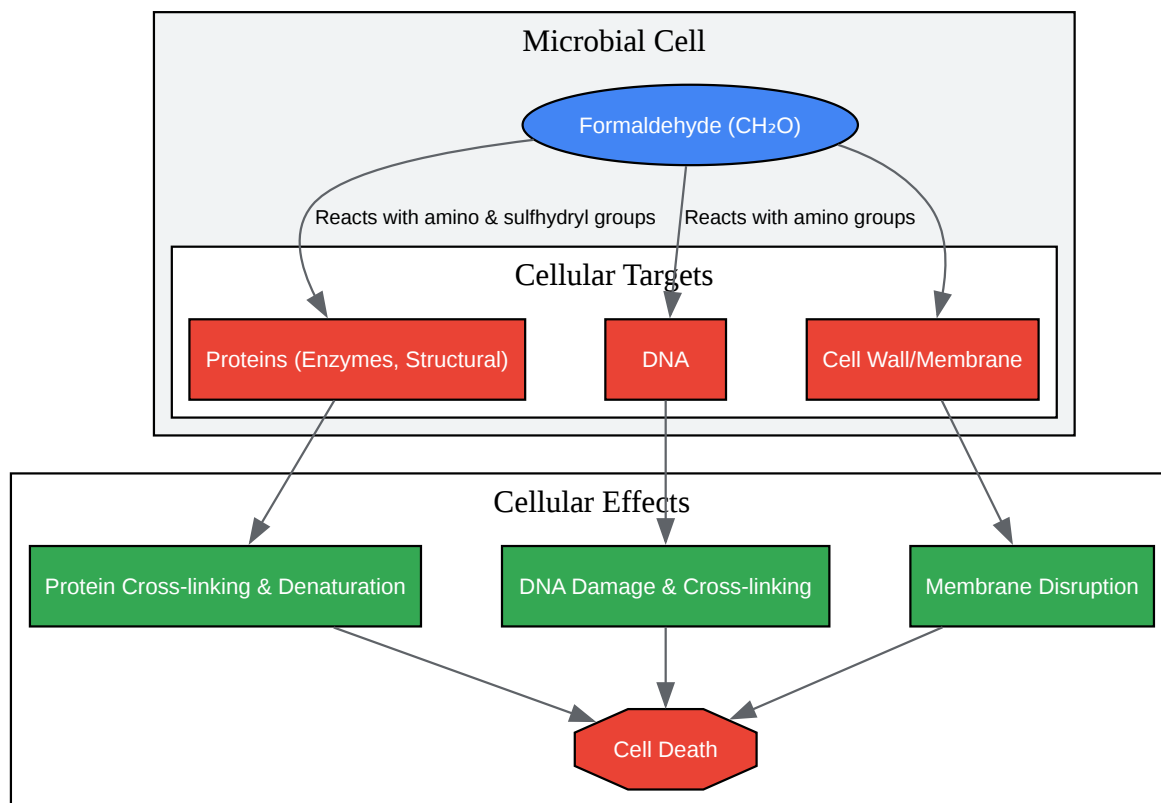 Microbial Cell
Formaldehyde (CH₂O)
Reacts with amino & sulfhydryl groups
Reacts with amino groups
Cellular Targets
Proteins (Enzymes, Structural)
DNA
Cell Wall/Membrane
Cellular Effects
Protein Cross-linking & Denaturation
DNA Damage & Cross-linking
Membrane Disruption
Cell Death